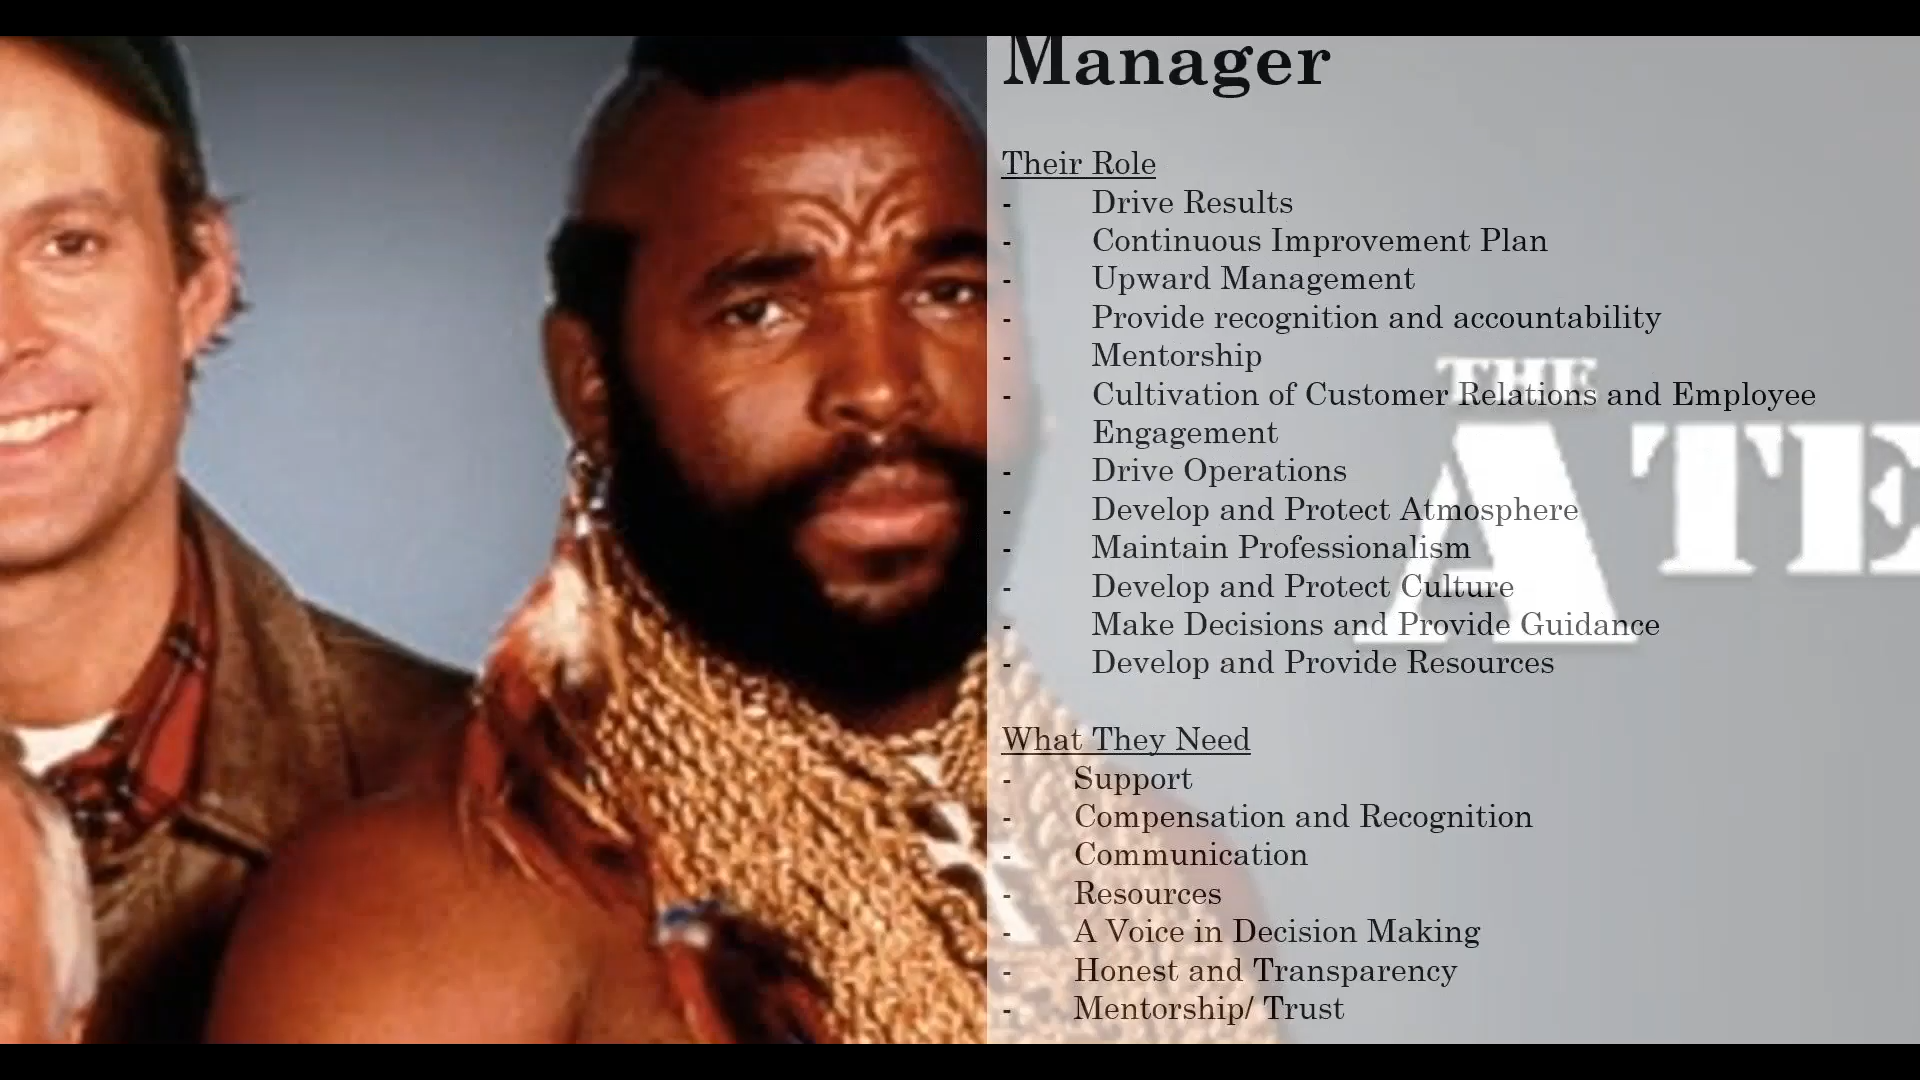 Manager
Their Role
- Drive Results
- Continuous Improvement Plan
- Upward Management
- Provide recognition and accountability
- Mentorship
- Cultivation of Customer Relations and Employee
Engagement
- Drive Operations
- Develop and Protect Atmosphere
- Maintain Professionalism
- Develop and Protect Culture
- Make Decisions and Provide Guidance
- Develop and Provide Resources
What They Need
- Support
- Compensation and Recognition
- Communication
- Resources
- A Voice in Decision Making
- Honest and Transparency
- Mentorship/ Trust
THE
A TE